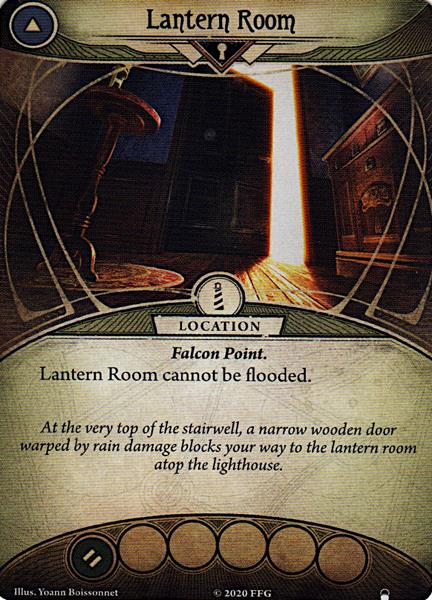 Lantern Room
LOCATION
Falcon Point.
Lantern Room cannot be flooded.
At the very top of the stairwell, a narrow wooden door
warped by rain damage blocks your way to the lantern room
atop the lighthouse.
Illus. Yoann Boissonnet
© 2020 FFG